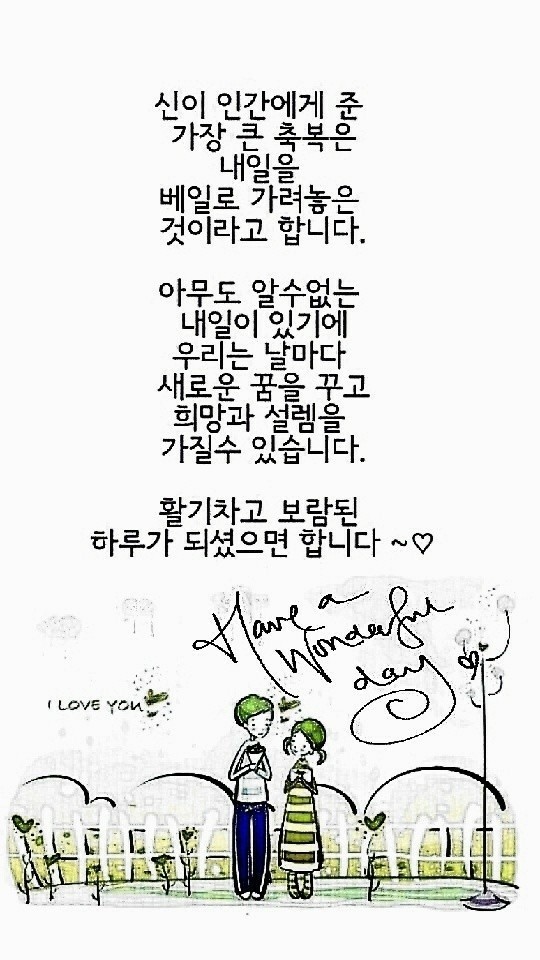 신이 인간에게 준
가장 큰 축복은
내일을
베일로 가려놓은
것이라고 합니다.
아무도 알수없는
내일이 있기에
우리는 날마다
새로운 꿈을 꾸고
희망과 설렘을
가질수 있습니다.
활기차고 보람된
하루가 되셨으면 합니다 ~♡
Have a
Wonderful
day
I LOVE YOU